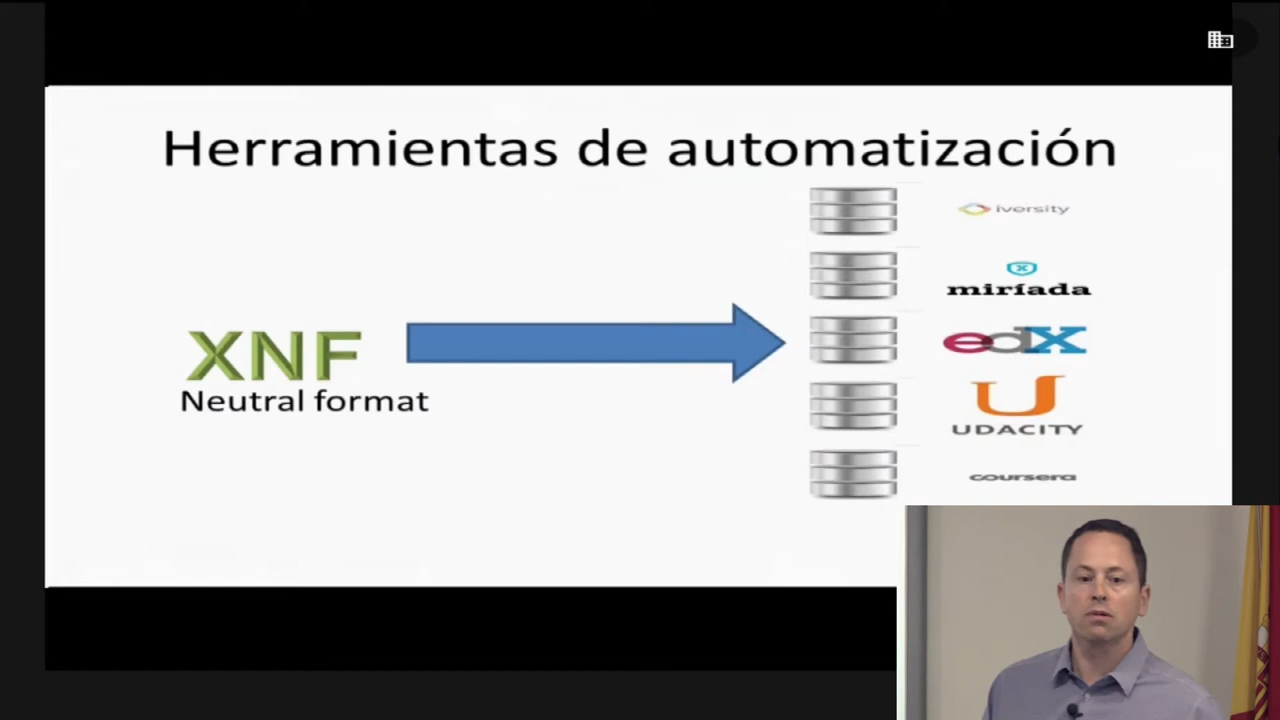 Herramientas de automatización
iversity
miríada
edX
XNF
Neutral format
UDACITY
coursera